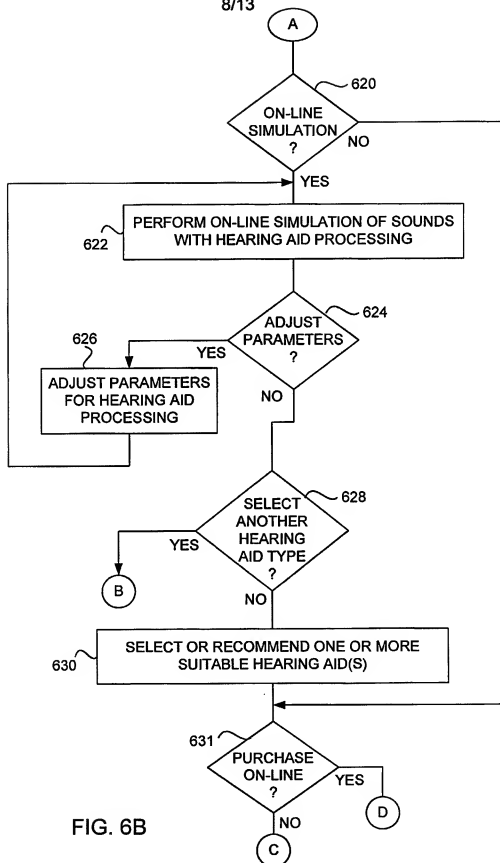 8/13
A
620
ON-LINE
SIMULATION
?
NO
YES
PERFORM ON-LINE SIMULATION OF SOUNDS
WITH HEARING AID PROCESSING
622
624
ADJUST
PARAMETERS
?
YES
626
ADJUST PARAMETERS
FOR HEARING AID
PROCESSING
NO
628
SELECT
ANOTHER
HEARING
AID TYPE
?
YES
B
NO
SELECT OR RECOMMEND ONE OR MORE
SUITABLE HEARING AID(S)
630
631
PURCHASE
ON-LINE
?
YES
D
NO
C
FIG. 6B